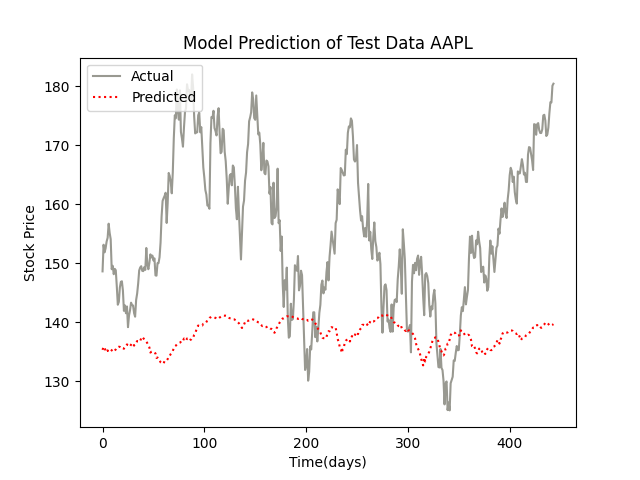 Model Prediction of Test Data AAPL
Actual
Predicted
180
170
160
150
140
130
Stock Price
0 100 200 300 400
Time(days)